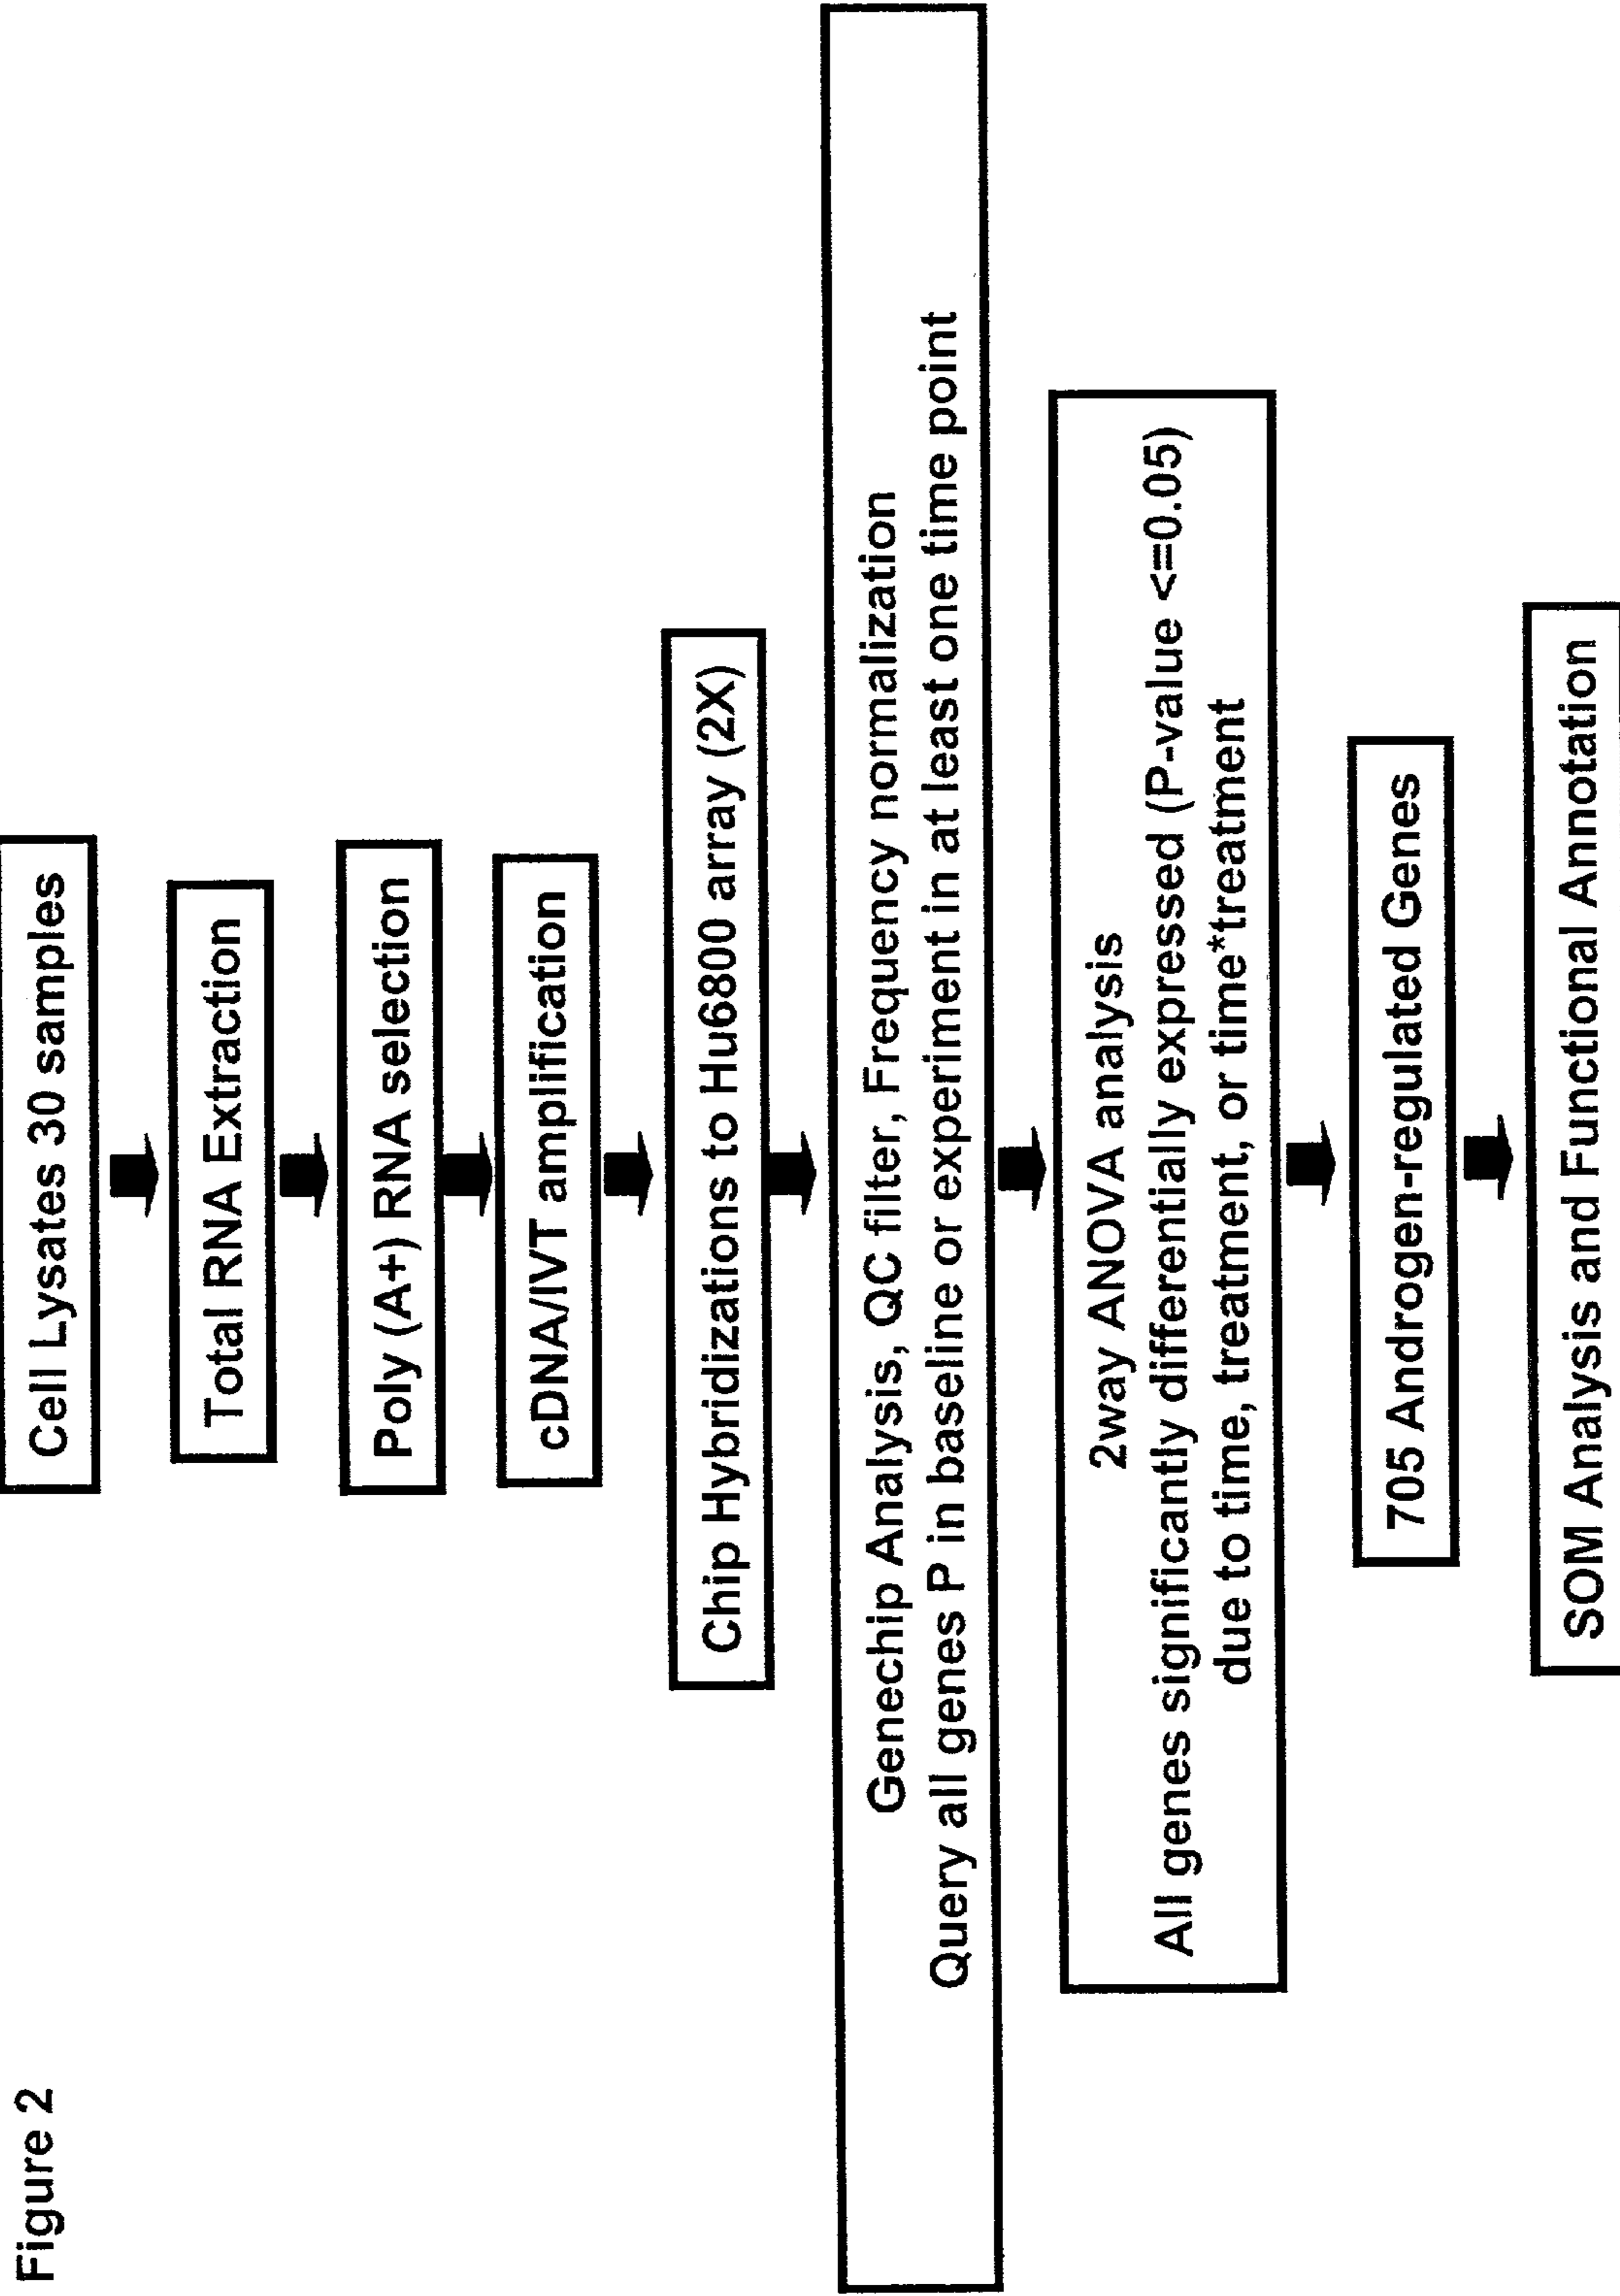 Figure 2
Cell Lysates 30 samples
Total RNA Extraction
Poly (A+) RNA selection
cDNA/IVT amplification
Chip Hybridizations to Hu6800 array (2X)
Genechip Analysis, QC filter, Frequency normalization
Query all genes P in baseline or experiment in at least one time point
2way ANOVA analysis
All genes significantly differentially expressed (P-value <=0.05)
due to time, treatment, or time*treatment
705 Androgen-regulated Genes
SOM Analysis and Functional Annotation